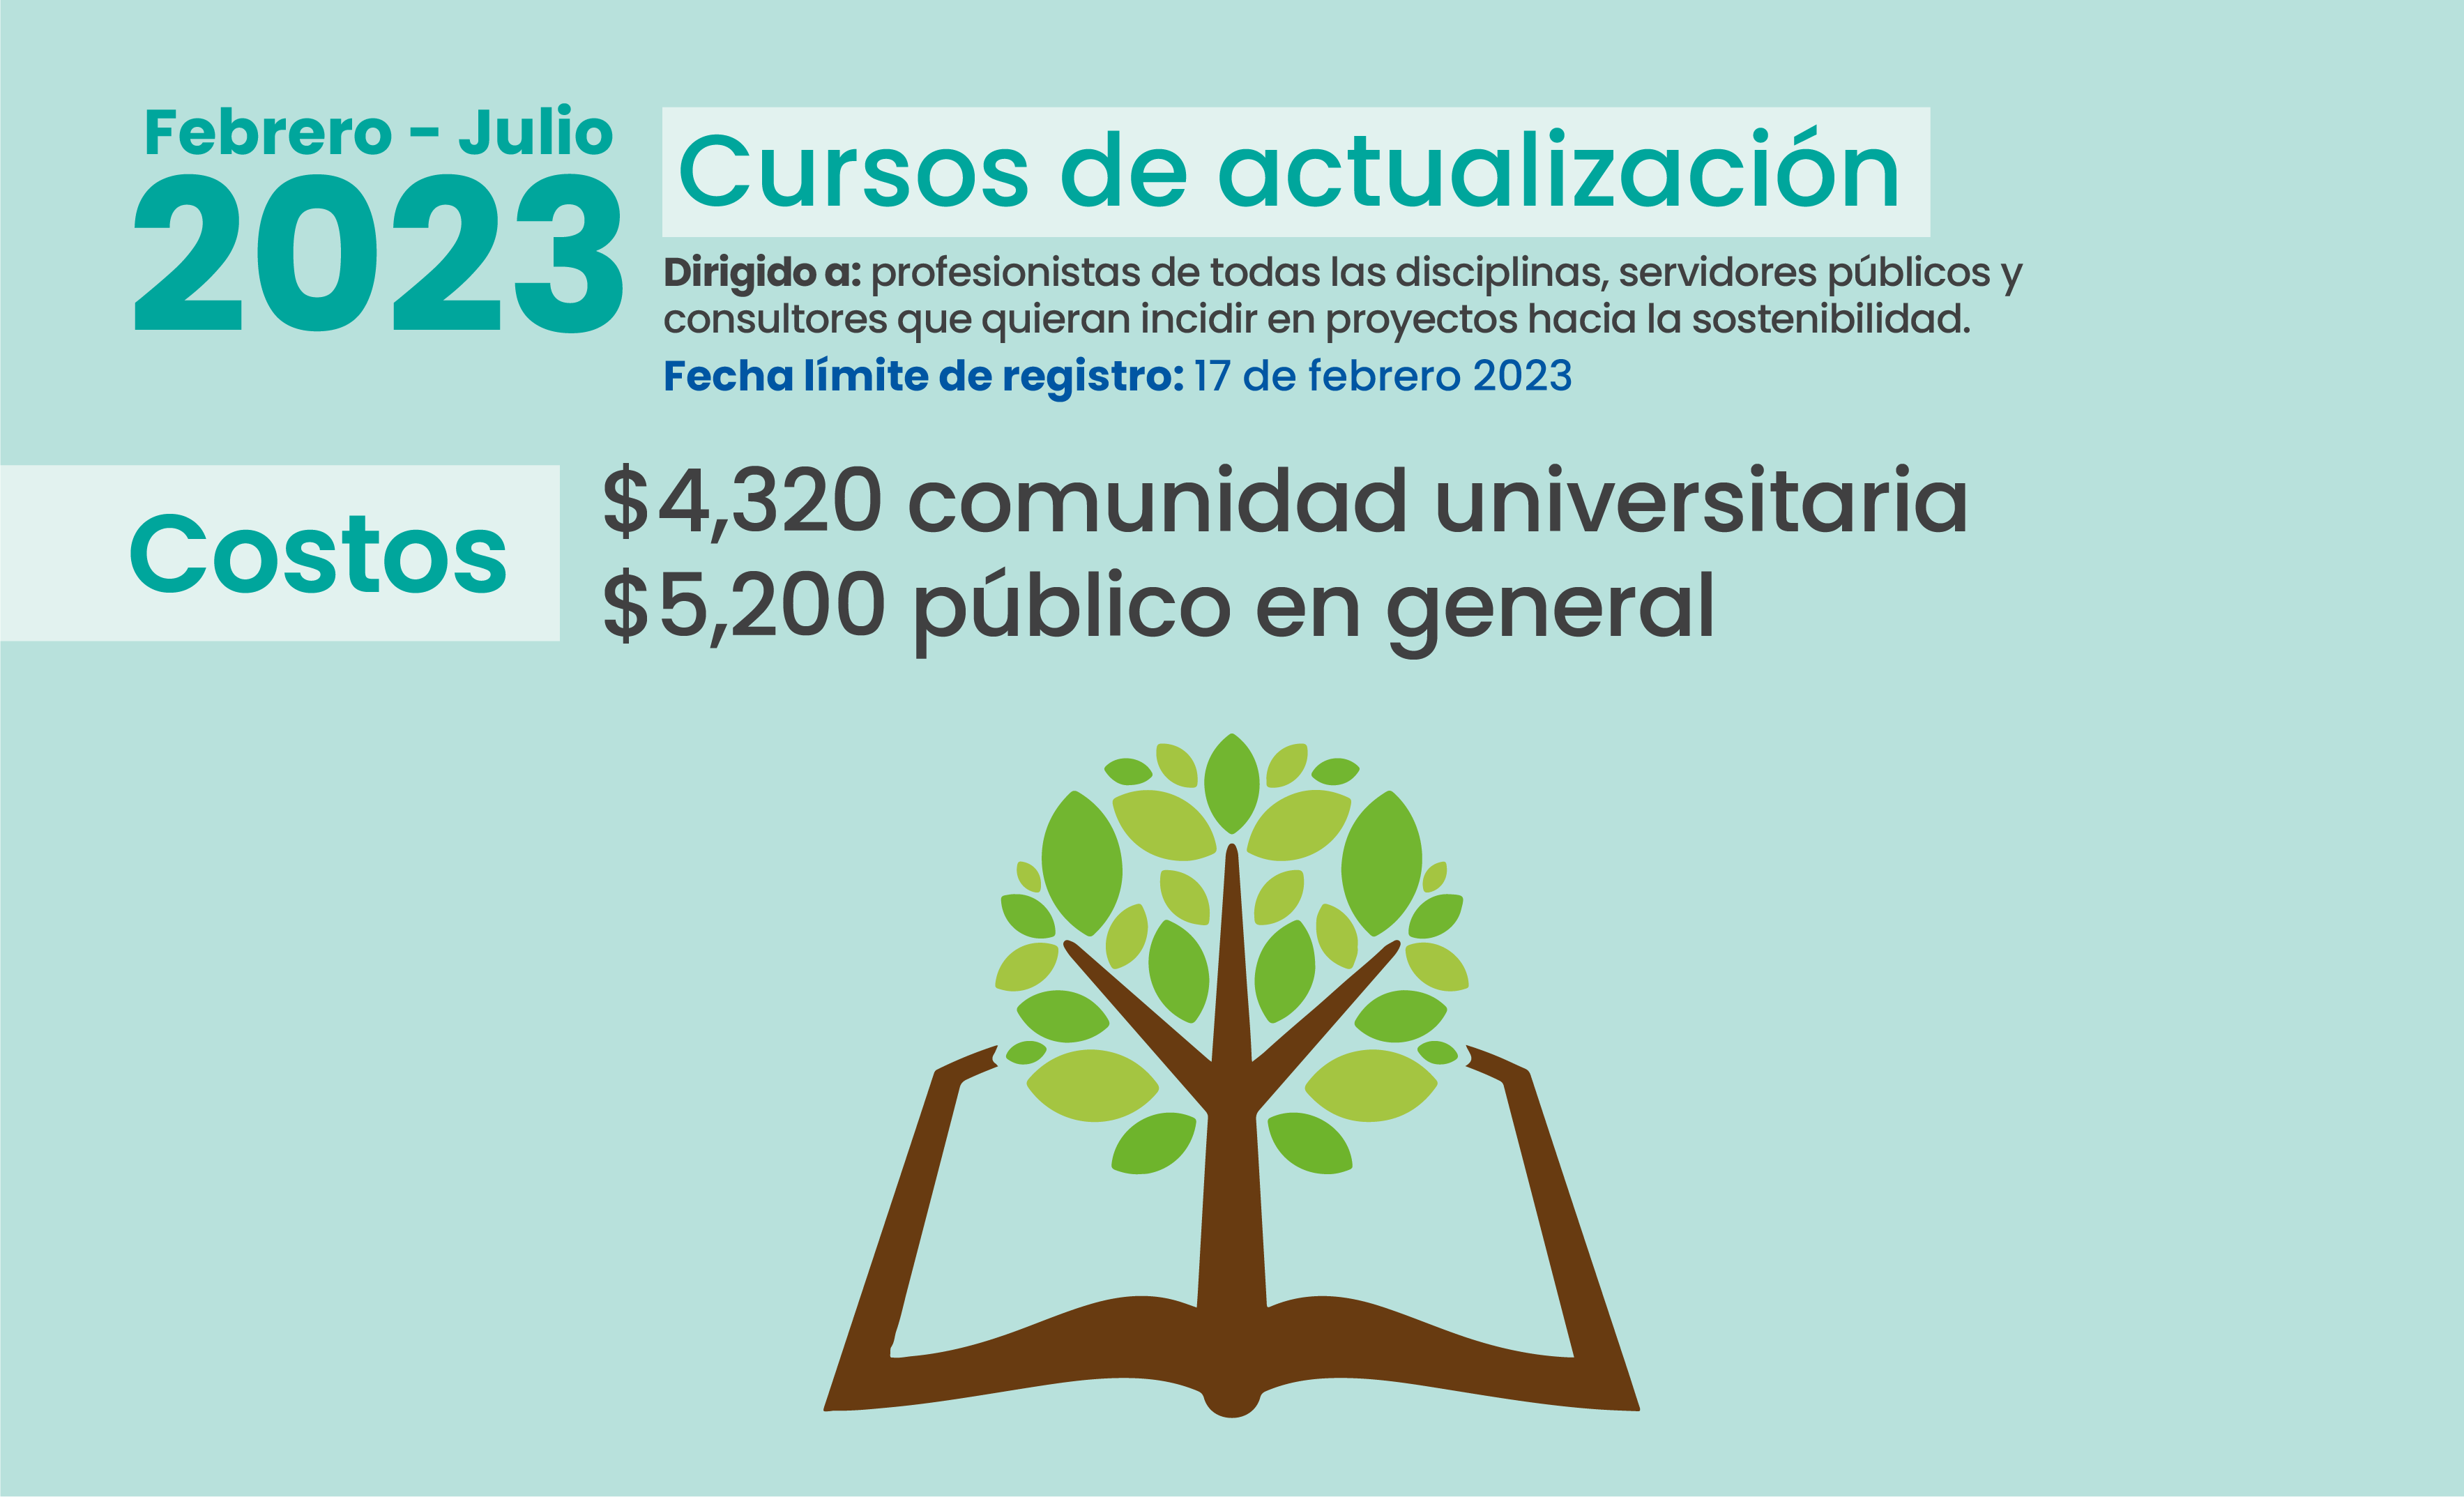 Febrero - Julio
2023
Cursos de actualización
Dirigido a: profesionistas de todas las disciplinas, servidores públicos y
consultores que quieran incidir en proyectos hacia la sostenibilidad.
Fecha límite de registro: 17 de febrero 2023
Costos
$4,320 comunidad universitaria
$5,200 público en general